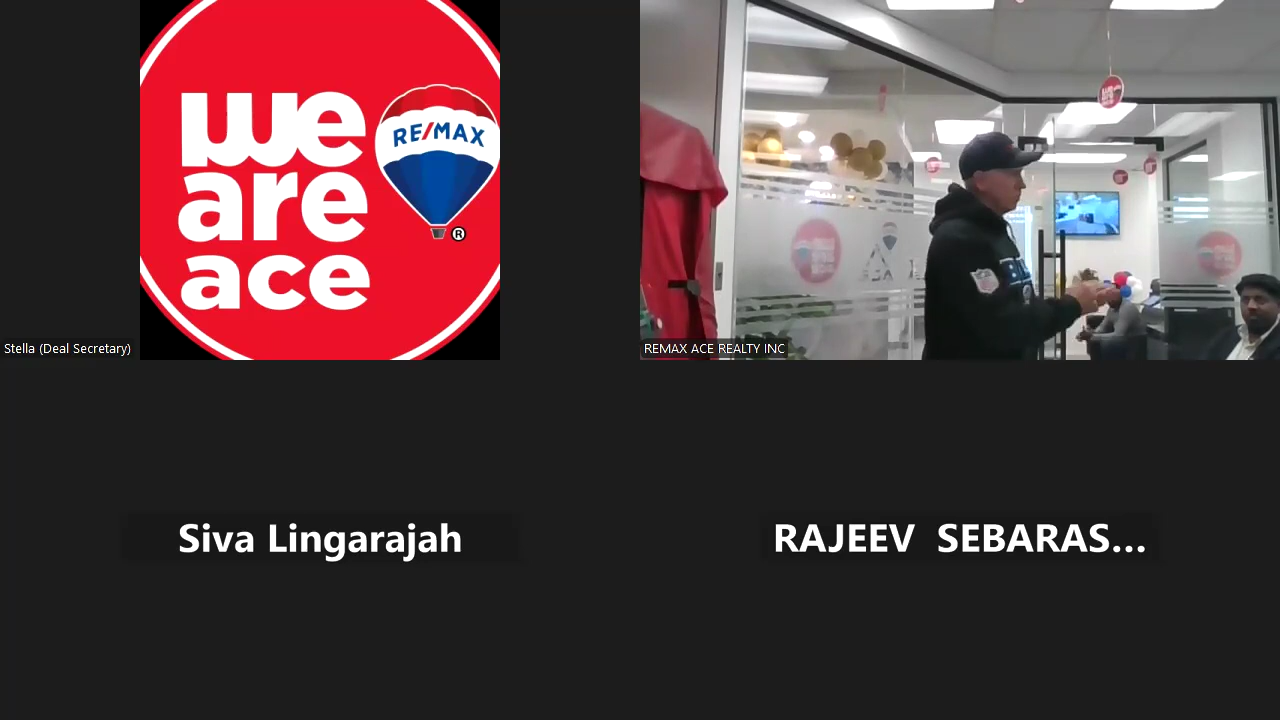 we
are
ace
RE/MAX
®
Stella (Deal Secretary)
REMAX ACE REALTY INC
Siva Lingarajah
RAJEEV SEBARAS...